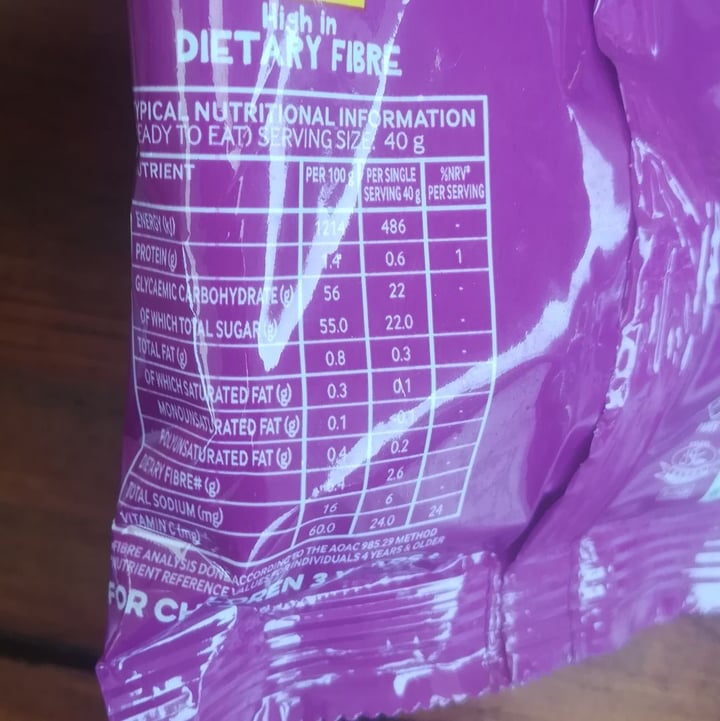 High in
DIETARY FIBRE
YPICAL NUTRITIONAL INFORMATION
EADY TO EAT) SERVING SIZE: 40 g
UTRIENT PER 100 g PER SINGLE SERVING 40 g %NRV* PER SERVING
ENERGY (kJ) 1214 486 -
PROTEIN (g) 1.4 0.6 1
GLYCAEMIC CARBOHYDRATE (g) 56 22 -
OF WHICH TOTAL SUGAR (g) 55.0 22.0 -
TOTAL FAT (g) 0.8 0.3 -
OF WHICH SATURATED FAT (g) 0.3 0.1 -
MONOUNSATURATED FAT (g) 0.1 <0.1 -
POLYUNSATURATED FAT (g) 0.4 0.2 -
DIETARY FIBRE# (g) 2.6 -
TOTAL SODIUM (mg) 16 6 -
VITAMIN C (mg) 60.0 24.0 24
FIBRE ANALYSIS DONE ACCORDING TO THE AOAC 985.29 METHOD
NUTRIENT REFERENCE VALUES FOR INDIVIDUALS 4 YEARS & OLDER
FOR CHILDREN 3